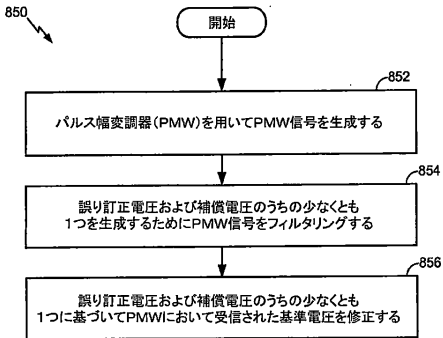 850
開始
852
パルス幅変調器(PMW)を用いてPMW信号を生成する
854
誤り訂正電圧および補償電圧のうちの少なくとも
1つを生成するためにPMW信号をフィルタリングする
856
誤り訂正電圧および補償電圧のうちの少なくとも
1つに基づいてPMWにおいて受信された基準電圧を修正する